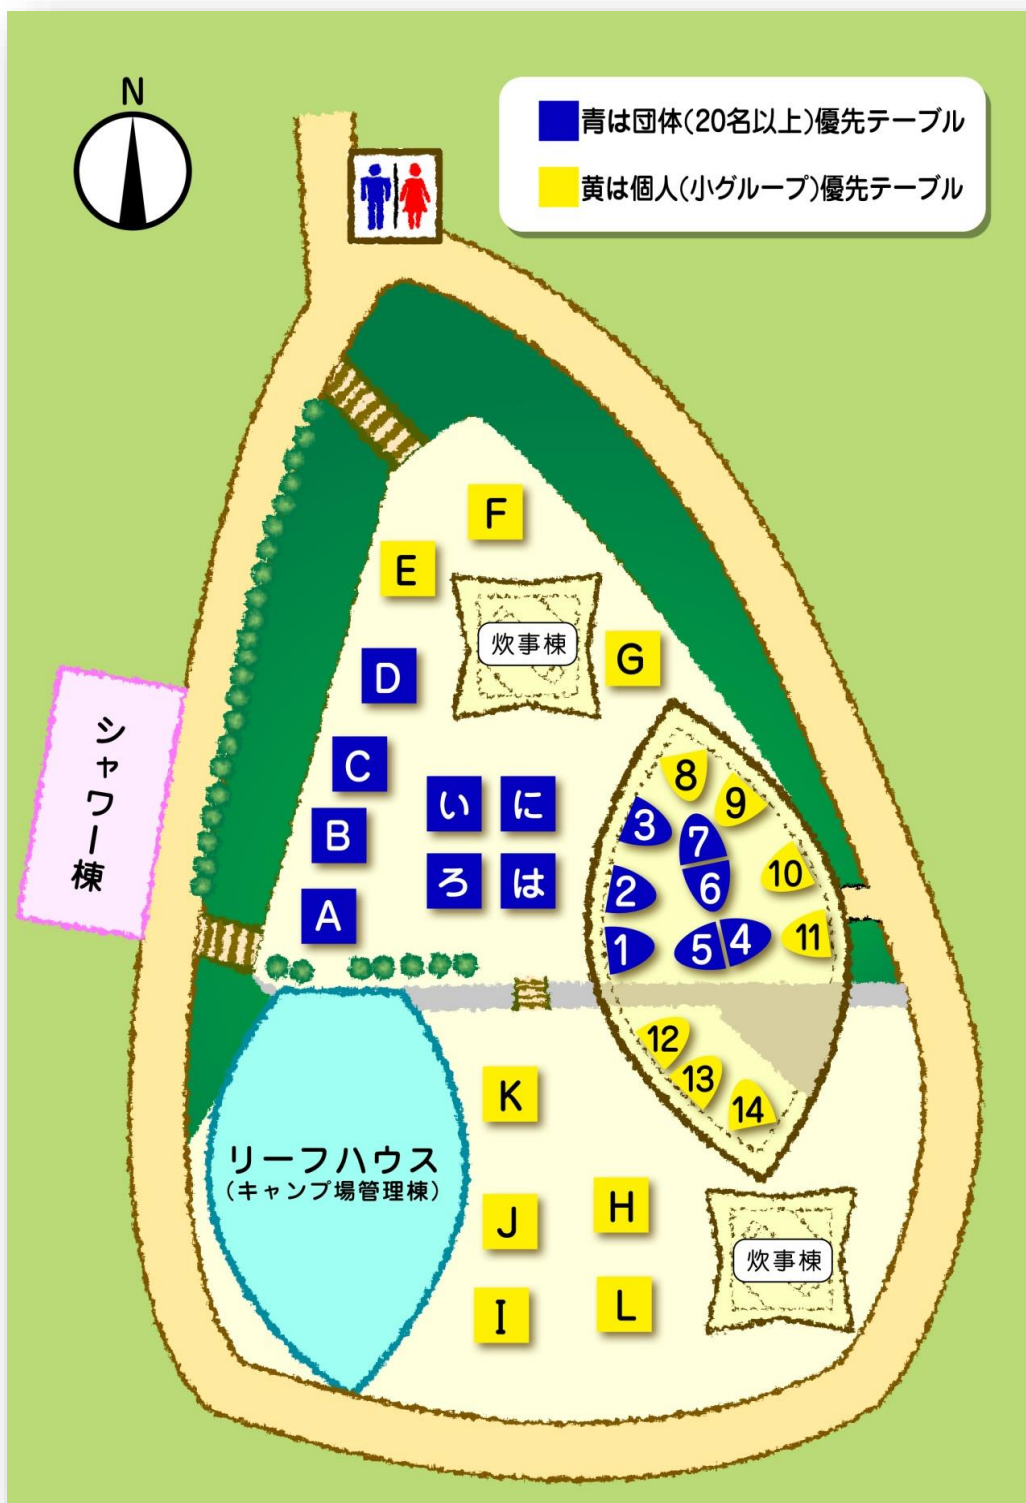 N
青は団体(20名以上)優先テーブル
黄は個人(小グループ)優先テーブル
F
E
炊事棟
G
D
シャワー棟
C
8
9
い
に
3
7
B
10
2
6
ろ
は
A
11
1
5
4
12
13
14
K
リーフハウス
(キャンプ場管理棟)
H
J
炊事棟
I
L